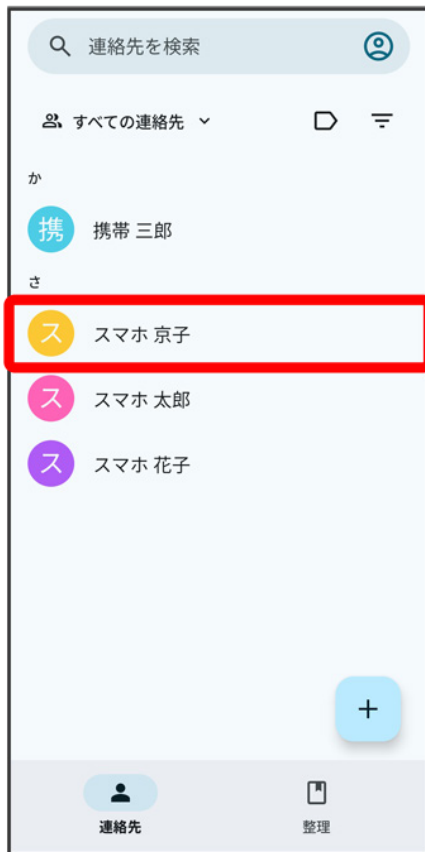 連絡先を検索
すべての連絡先
か
携 携帯 三郎
さ
ス スマホ 京子
ス スマホ 太郎
ス スマホ 花子
+
連絡先 整理